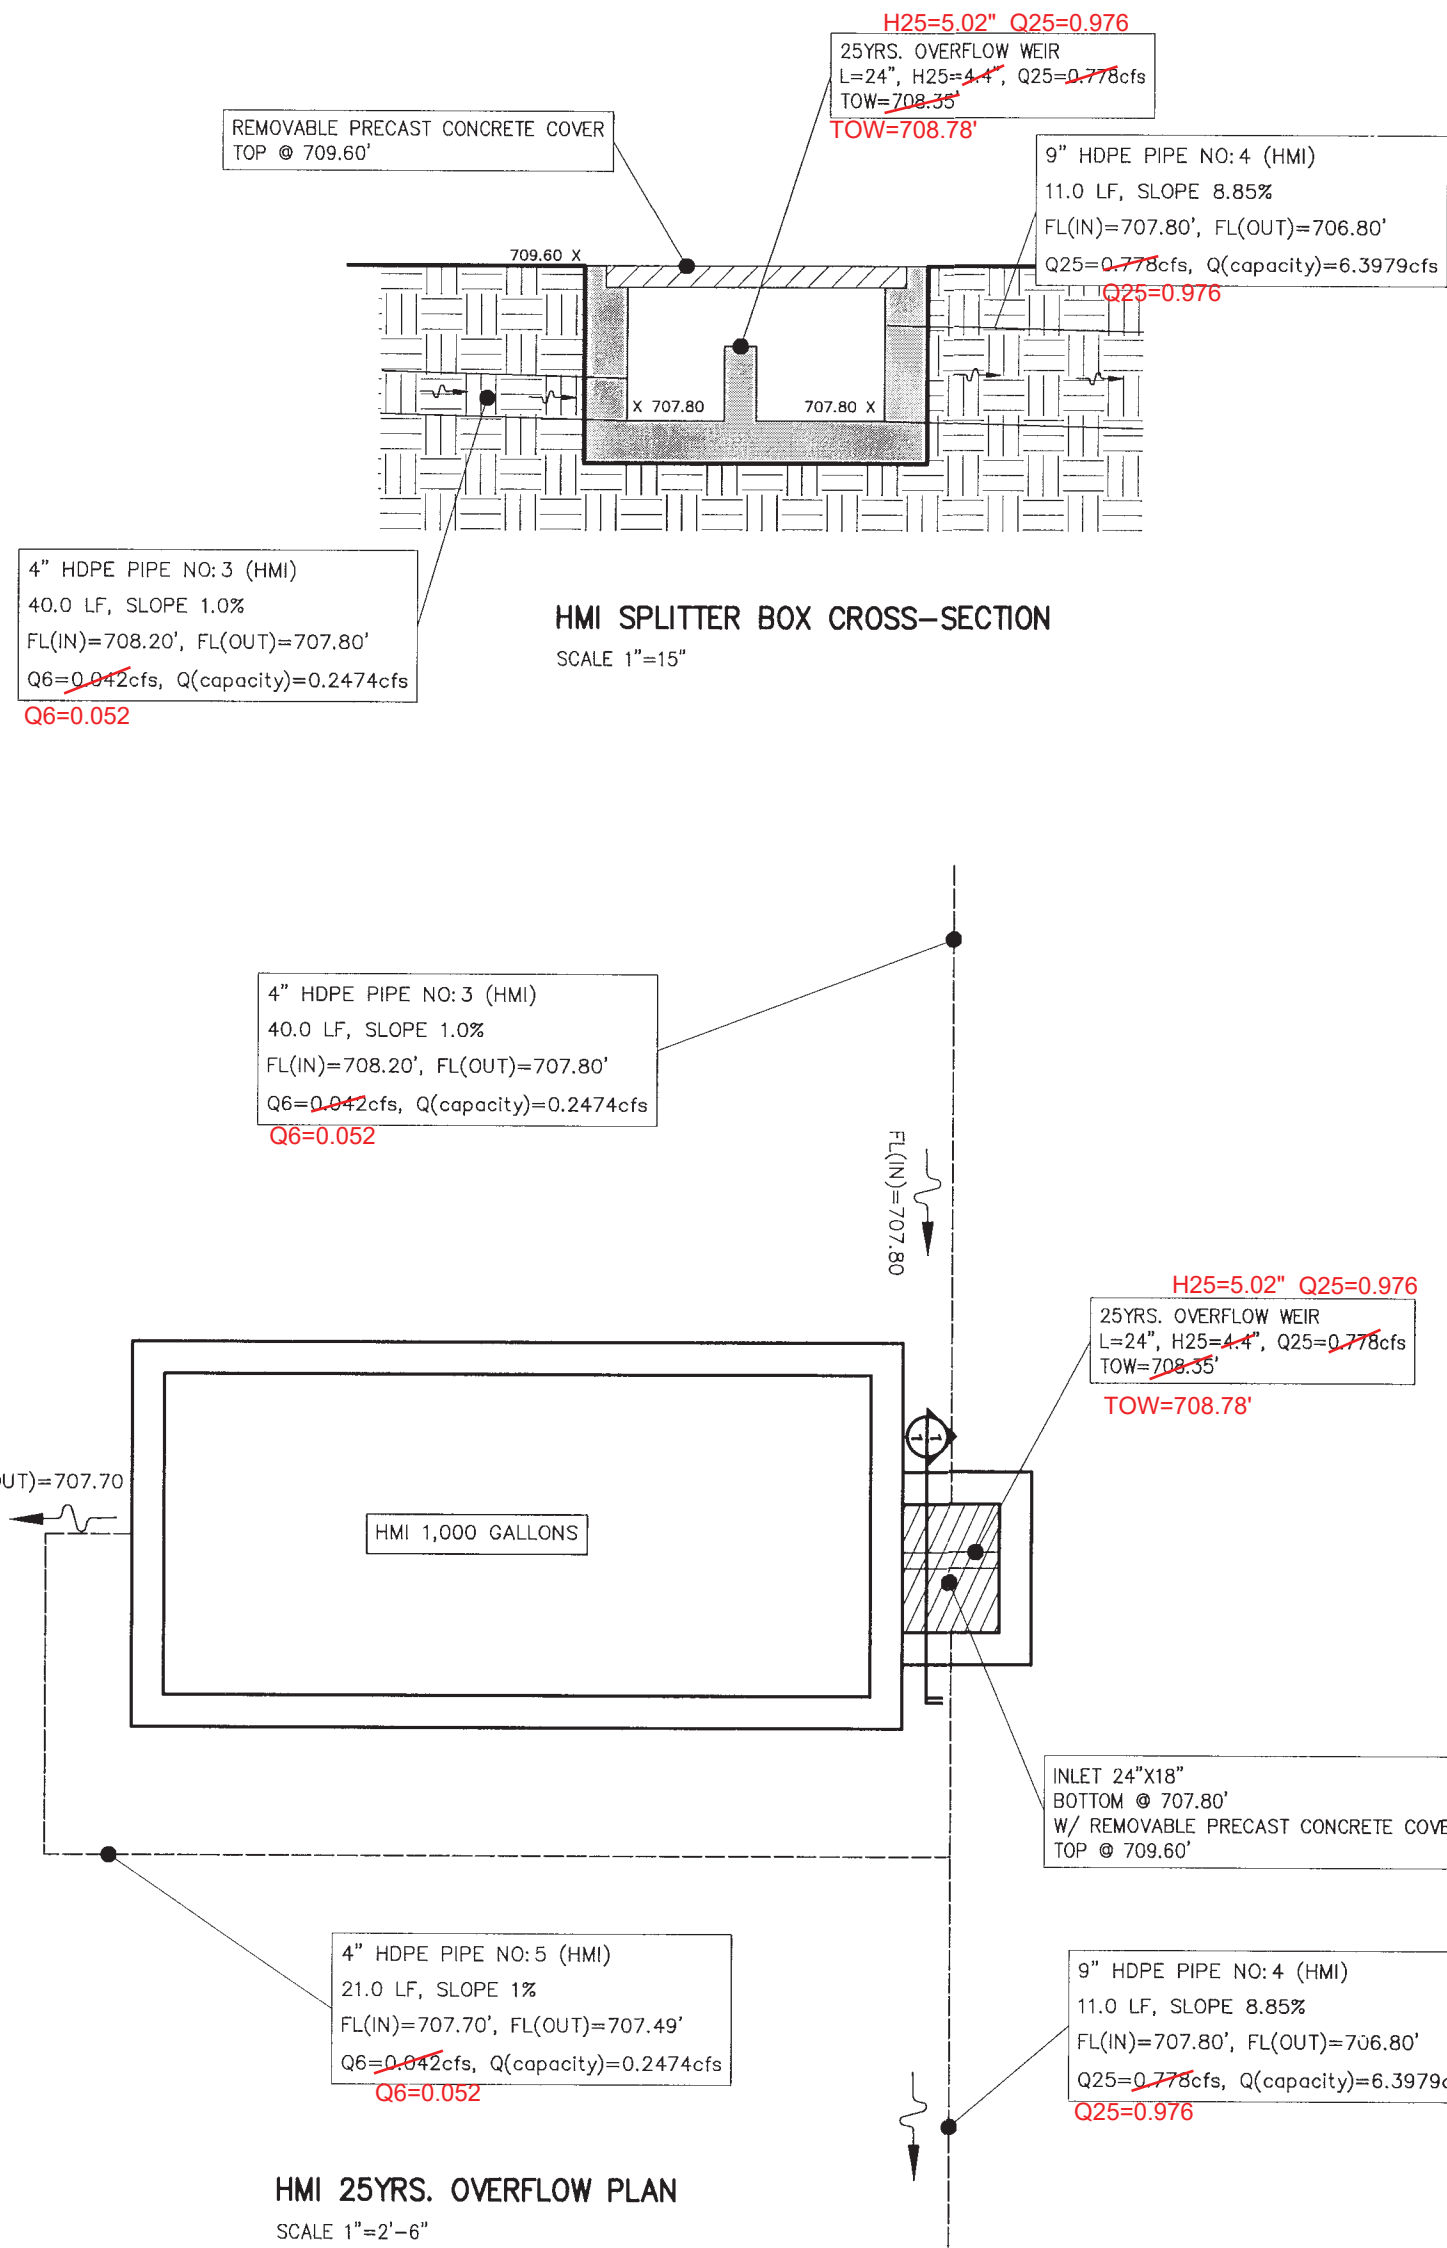 H25=5.02" Q25=0.976
25YRS. OVERFLOW WEIR
L=24", H25=4.4", Q25=0.778cfs
TOW=708.35'
TOW=708.78'
REMOVABLE PRECAST CONCRETE COVER
TOP @ 709.60'
9" HDPE PIPE NO:4 (HMI)
11.0 LF, SLOPE 8.85%
FL(IN)=707.80', FL(OUT)=706.80'
Q25=0.778cfs, Q(capacity)=6.3979cfs
Q25=0.976
709.60 X
X 707.80
707.80 X
4" HDPE PIPE NO:3 (HMI)
40.0 LF, SLOPE 1.0%
FL(IN)=708.20', FL(OUT)=707.80'
Q6=0.042cfs, Q(capacity)=0.2474cfs
Q6=0.052
HMI SPLITTER BOX CROSS-SECTION
SCALE 1"=15"
4" HDPE PIPE NO:3 (HMI)
40.0 LF, SLOPE 1.0%
FL(IN)=708.20', FL(OUT)=707.80'
Q6=0.042cfs, Q(capacity)=0.2474cfs
Q6=0.052
FL(IN)=707.80
H25=5.02" Q25=0.976
25YRS. OVERFLOW WEIR
L=24", H25=4.4", Q25=0.778cfs
TOW=708.35'
TOW=708.78'
1 1
UT)=707.70
HMI 1,000 GALLONS
INLET 24"X18"
BOTTOM @ 707.80'
W/ REMOVABLE PRECAST CONCRETE COVE
TOP @ 709.60'
4" HDPE PIPE NO:5 (HMI)
21.0 LF, SLOPE 1%
FL(IN)=707.70', FL(OUT)=707.49'
Q6=0.042cfs, Q(capacity)=0.2474cfs
Q6=0.052
9" HDPE PIPE NO:4 (HMI)
11.0 LF, SLOPE 8.85%
FL(IN)=707.80', FL(OUT)=706.80'
Q25=0.778cfs, Q(capacity)=6.3979c
Q25=0.976
HMI 25YRS. OVERFLOW PLAN
SCALE 1"=2'-6"